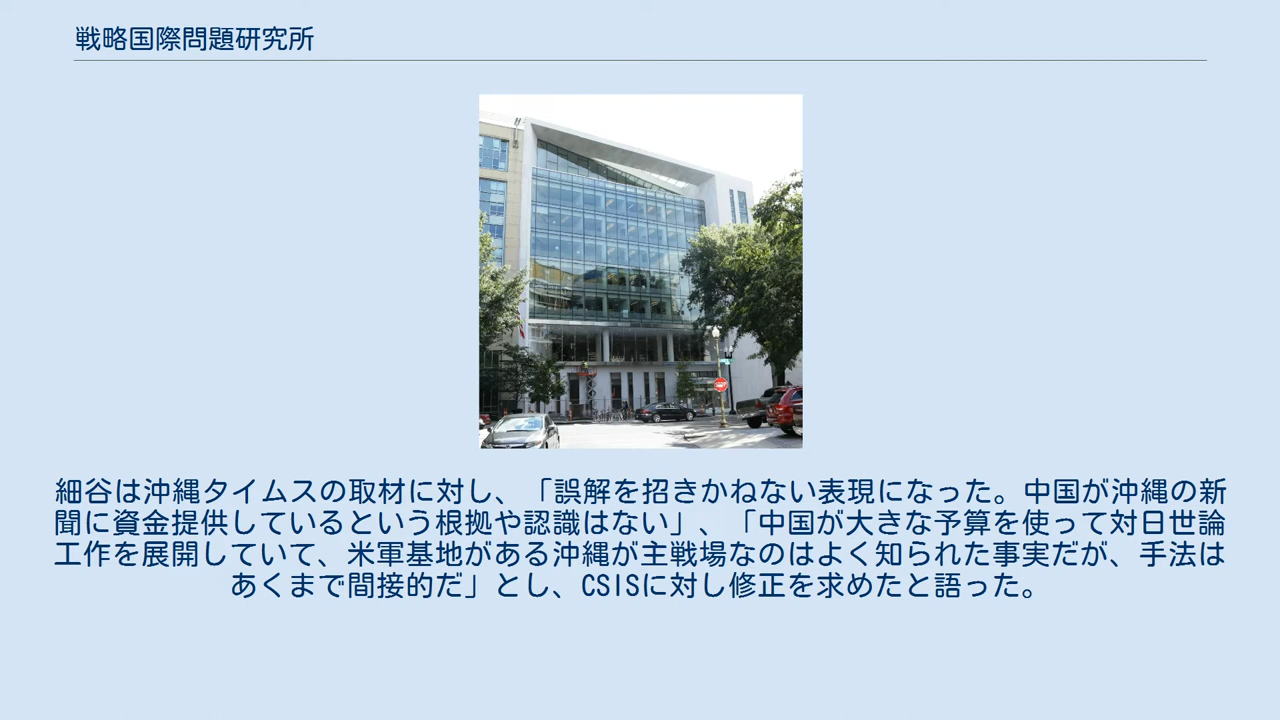 戦略国際問題研究所
細谷は沖縄タイムスの取材に対し、「誤解を招きかねない表現になった。中国が沖縄の新
聞に資金提供しているという根拠や認識はない」、「中国が大きな予算を使って対日世論
工作を展開していて、米軍基地がある沖縄が主戦場なのはよく知られた事実だが、手法は
あくまで間接的だ」とし、CSISに対し修正を求めたと語った。